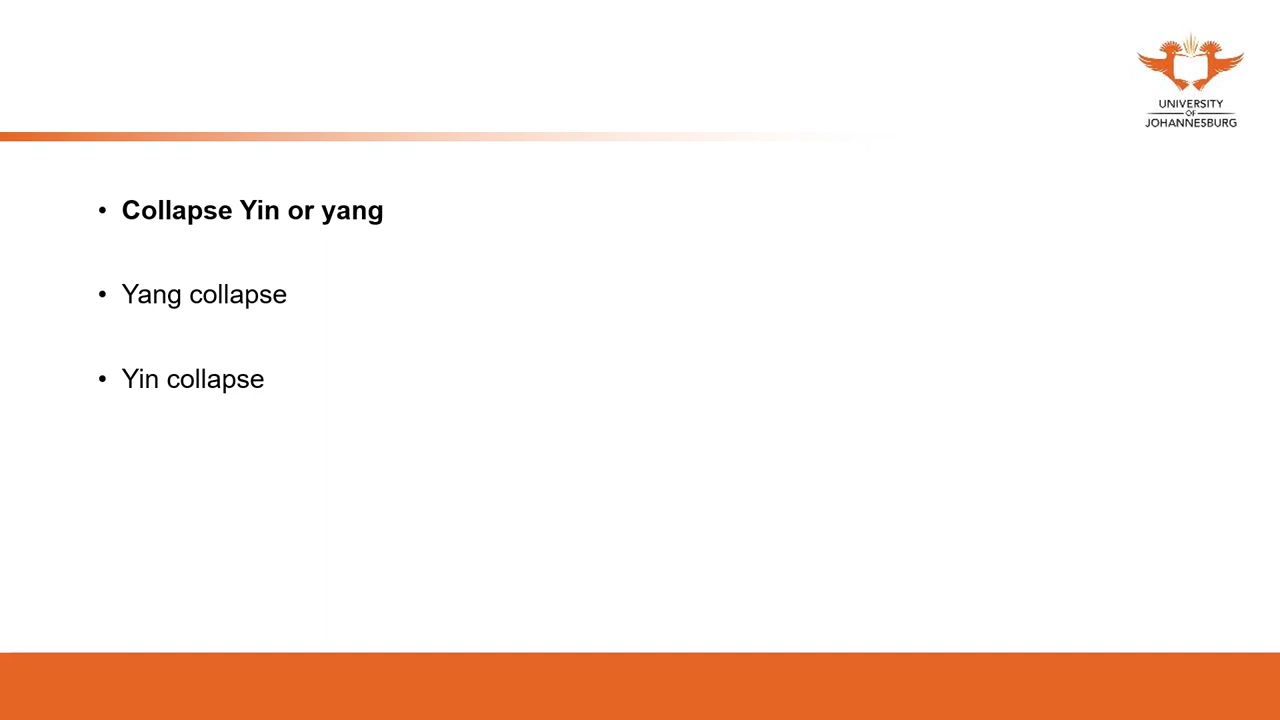 UNIVERSITY
OF
JOHANNESBURG
• Collapse Yin or yang
• Yang collapse
• Yin collapse